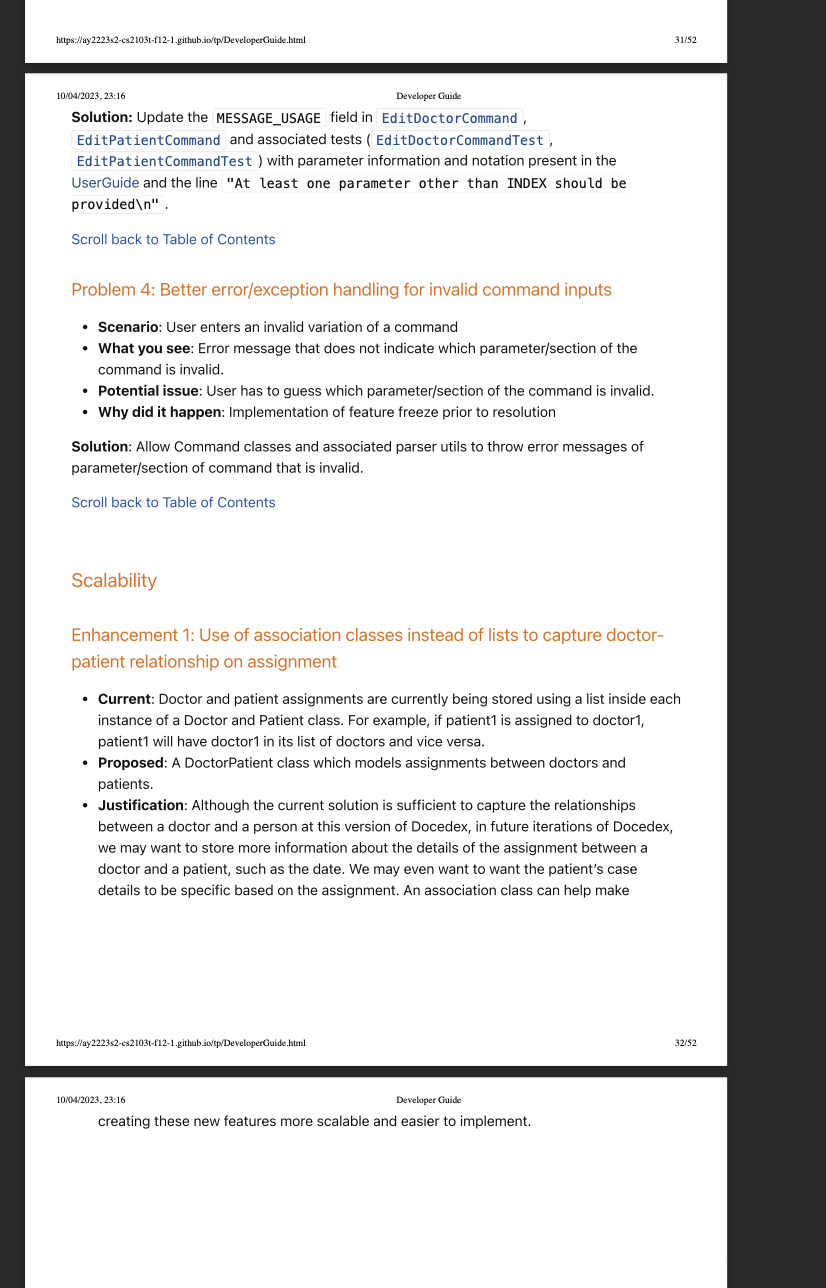 https://ay2223s2-cs2103t-f12-1.github.io/tp/DeveloperGuide.html 31/52
10/04/2023, 23:16 Developer Guide
Solution: Update the MESSAGE_USAGE field in EditDoctorCommand ,
EditPatientCommand and associated tests ( EditDoctorCommandTest ,
EditPatientCommandTest ) with parameter information and notation present in the
UserGuide and the line "At least one parameter other than INDEX should be
provided\n" .
Scroll back to Table of Contents
Problem 4: Better error/exception handling for invalid command inputs
• Scenario: User enters an invalid variation of a command
• What you see: Error message that does not indicate which parameter/section of the
command is invalid.
• Potential issue: User has to guess which parameter/section of the command is invalid.
• Why did it happen: Implementation of feature freeze prior to resolution
Solution: Allow Command classes and associated parser utils to throw error messages of
parameter/section of command that is invalid.
Scroll back to Table of Contents
Scalability
Enhancement 1: Use of association classes instead of lists to capture doctor-
patient relationship on assignment
• Current: Doctor and patient assignments are currently being stored using a list inside each
instance of a Doctor and Patient class. For example, if patient1 is assigned to doctor1,
patient1 will have doctor1 in its list of doctors and vice versa.
• Proposed: A DoctorPatient class which models assignments between doctors and
patients.
• Justification: Although the current solution is sufficient to capture the relationships
between a doctor and a person at this version of Docedex, in future iterations of Docedex,
we may want to store more information about the details of the assignment between a
doctor and a patient, such as the date. We may even want to want the patient's case
details to be specific based on the assignment. An association class can help make
https://ay2223s2-cs2103t-f12-1.github.io/tp/DeveloperGuide.html 32/52
10/04/2023, 23:16 Developer Guide
creating these new features more scalable and easier to implement.